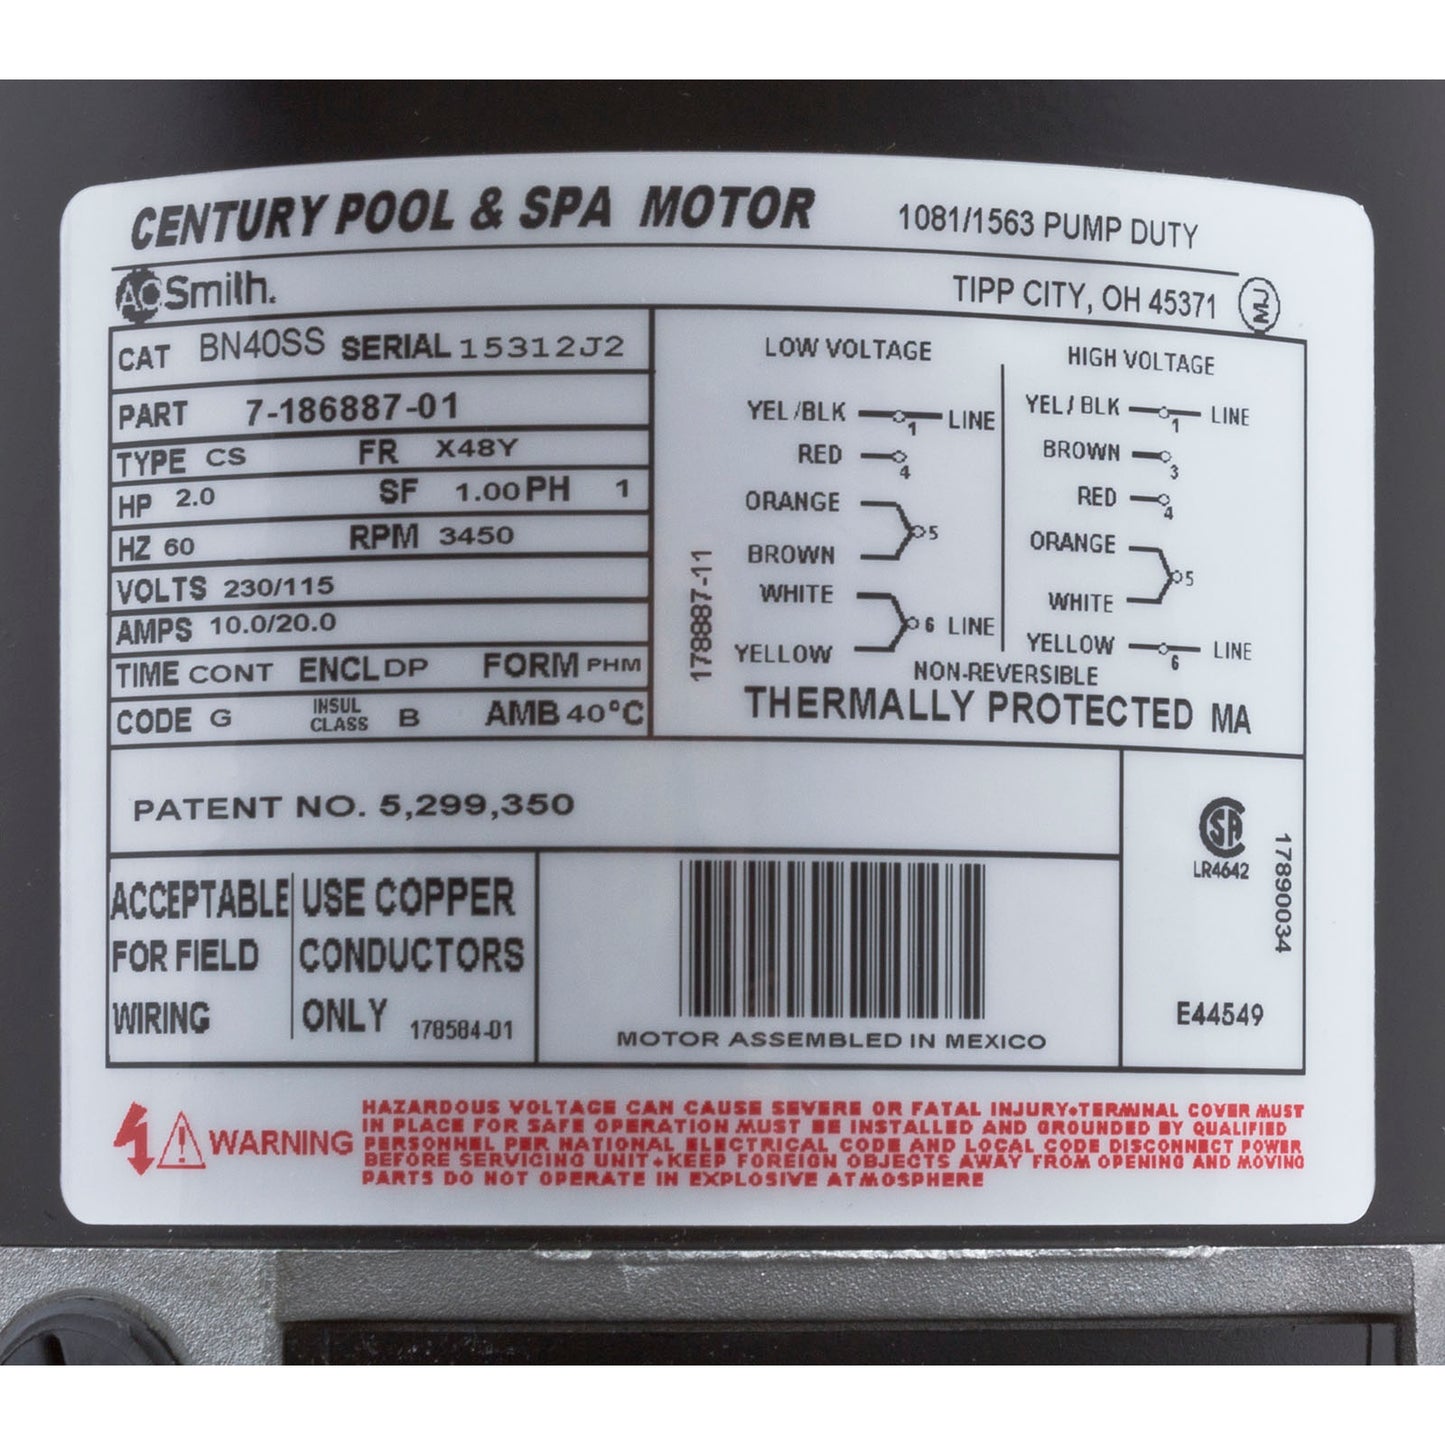 CENTURY POOL & SPA MOTOR 1081/1563 PUMP DUTY
AO Smith. TIPP CITY, OH 45371
CAT BN40SS SERIAL 15312J2
PART 7-186887-01
TYPE CS FR X48Y
HP 2.0 SF 1.00 PH 1
HZ 60 RPM 3450
VOLTS 230/115
AMPS 10.0/20.0
TIME CONT ENCL DP FORM PHM
CODE G INSUL CLASS B AMB 40°C
178887-11
LOW VOLTAGE
YEL/BLK 1 LINE
RED 4
ORANGE
5
BROWN
WHITE
6 LINE
YELLOW
HIGH VOLTAGE
YEL/BLK 1 LINE
BROWN 3
RED 4
ORANGE
5
WHITE
YELLOW 6 LINE
NON-REVERSIBLE
THERMALLY PROTECTED MA
PATENT NO. 5,299,350
ACCEPTABLE
FOR FIELD
WIRING
USE COPPER
CONDUCTORS
ONLY 178584-01
MOTOR ASSEMBLED IN MEXICO
SA
LR4642
17890034
E44549
WARNING
HAZARDOUS VOLTAGE CAN CAUSE SEVERE OR FATAL INJURY•TERMINAL COVER MUST
IN PLACE FOR SAFE OPERATION MUST BE INSTALLED AND GROUNDED BY QUALIFIED
PERSONNEL PER NATIONAL ELECTRICAL CODE AND LOCAL CODE DISCONNECT POWER
BEFORE SERVICING UNIT•KEEP FOREIGN OBJECTS AWAY FROM OPENING AND MOVING
PARTS DO NOT OPERATE IN EXPLOSIVE ATMOSPHERE